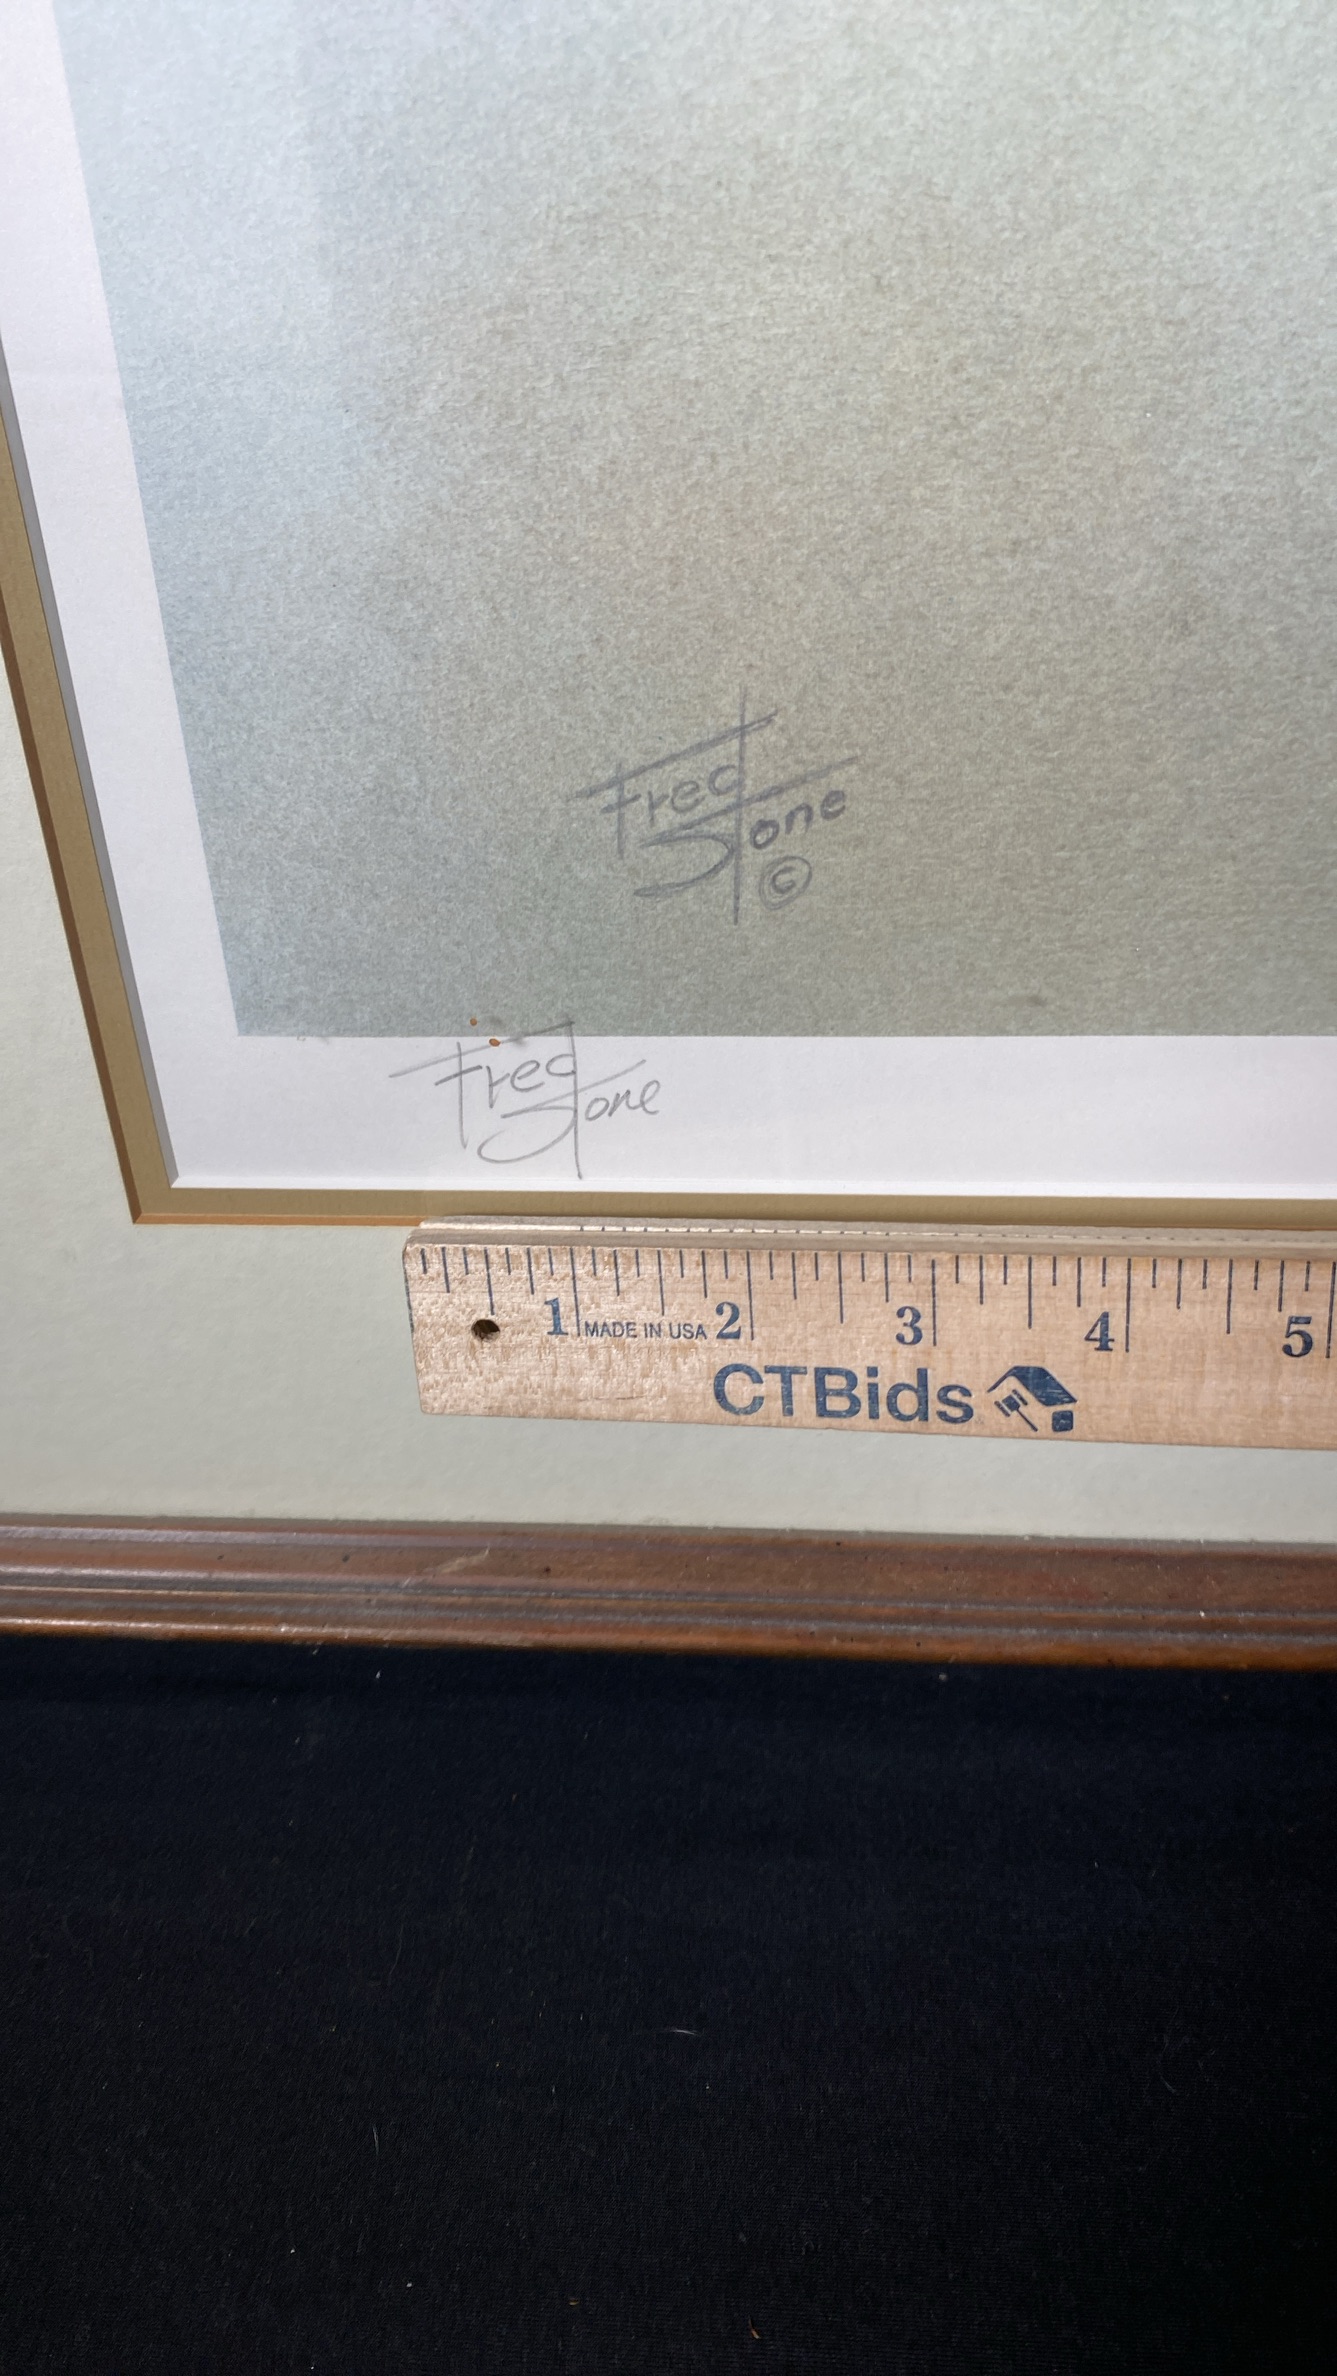 Fred
Stone
©
Fred
Stone
1 MADE IN USA 2 3 4 5
CTBids